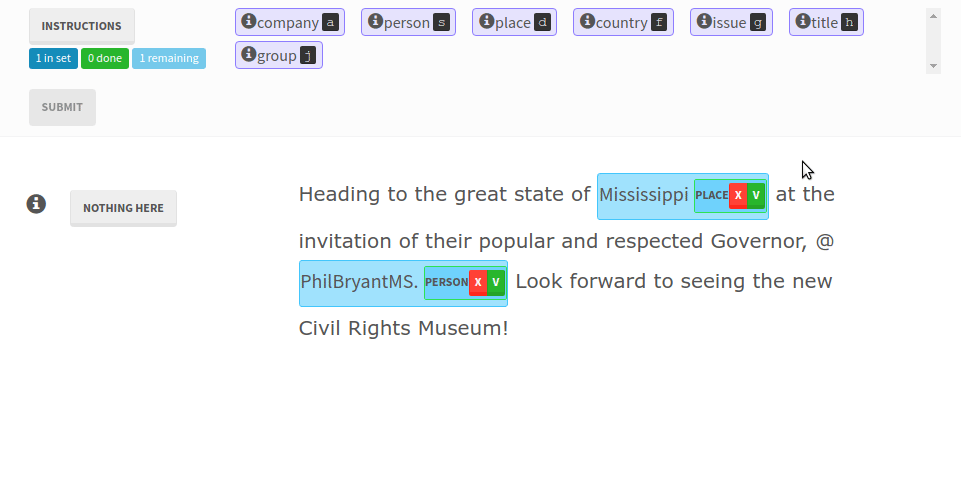 INSTRUCTIONS
1 in set 0 done 1 remaining
SUBMIT
company a person s place d country f issue g title h
group j
NOTHING HERE
Heading to the great state of Mississippi PLACE X V at the
invitation of their popular and respected Governor, @
PhilBryantMS. PERSON X V Look forward to seeing the new
Civil Rights Museum!